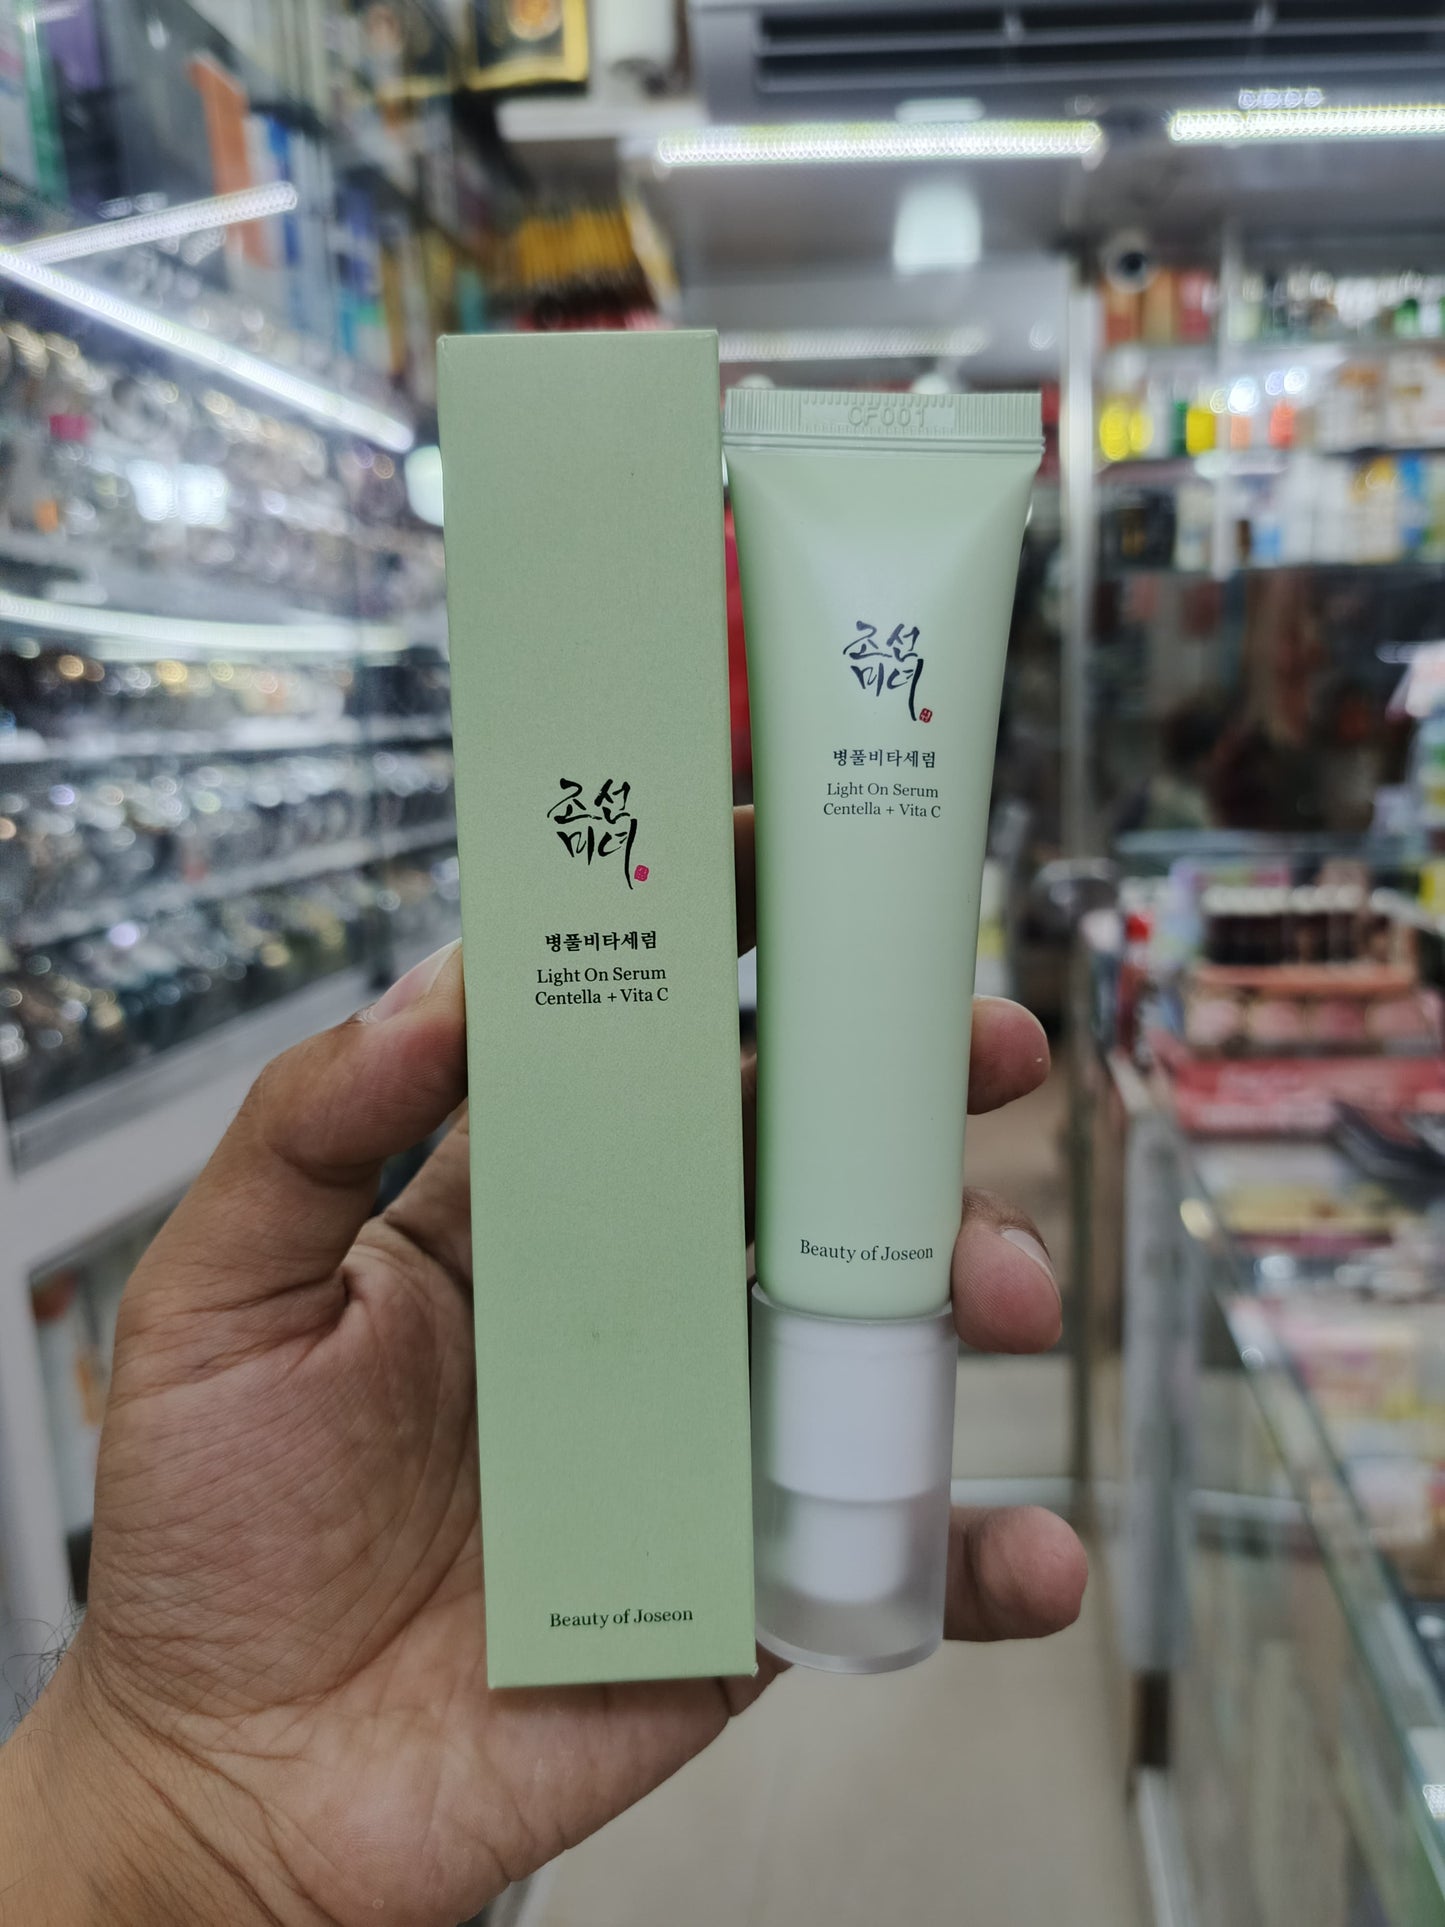 조선
미녀
병풀비타세럼
Light On Serum
Centella + Vita C
Beauty of Joseon
CF001
조선
미녀
병풀비타세럼
Light On Serum
Centella + Vita C
Beauty of Joseon